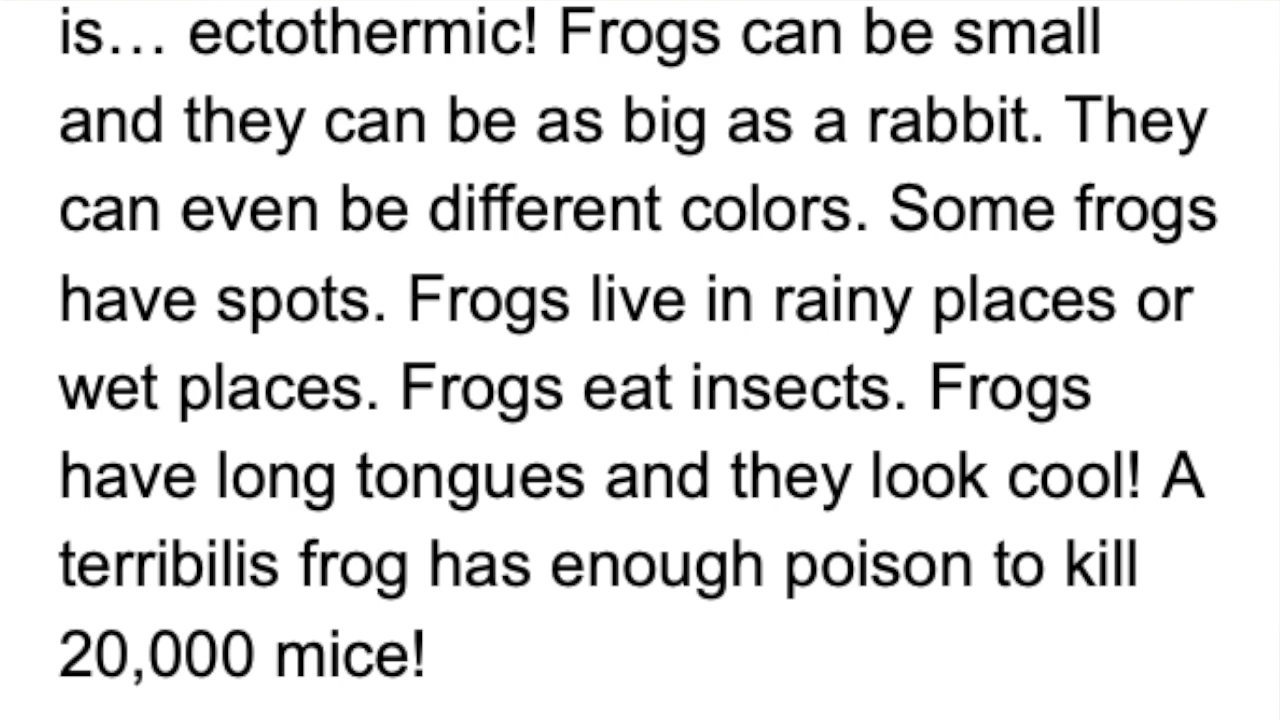 is… ectothermic! Frogs can be small
and they can be as big as a rabbit. They
can even be different colors. Some frogs
have spots. Frogs live in rainy places or
wet places. Frogs eat insects. Frogs
have long tongues and they look cool! A
terribilis frog has enough poison to kill
20,000 mice!